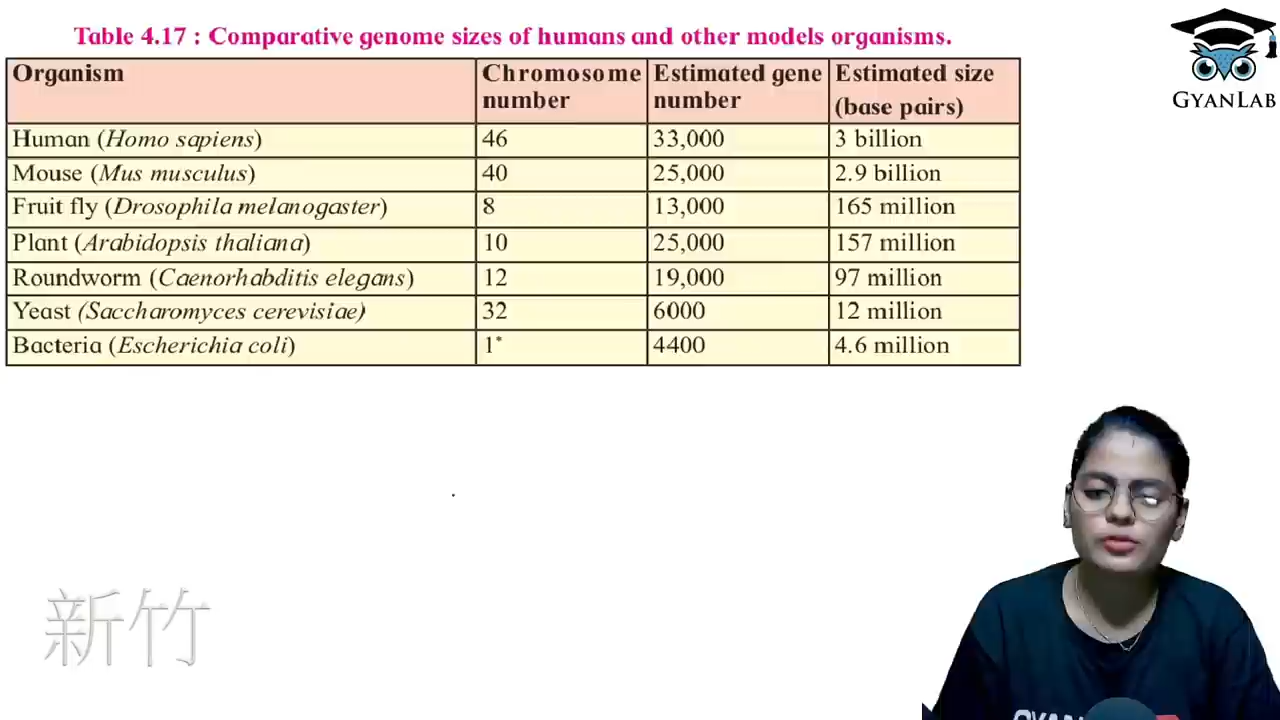 Table 4.17 : Comparative genome sizes of humans and other models organisms.
GYANLAB
Organism Chromosome number Estimated gene number Estimated size (base pairs)
Human (Homo sapiens) 46 33,000 3 billion
Mouse (Mus musculus) 40 25,000 2.9 billion
Fruit fly (Drosophila melanogaster) 8 13,000 165 million
Plant (Arabidopsis thaliana) 10 25,000 157 million
Roundworm (Caenorhabditis elegans) 12 19,000 97 million
Yeast (Saccharomyces cerevisiae) 32 6000 12 million
Bacteria (Escherichia coli) 1* 4400 4.6 million
新竹